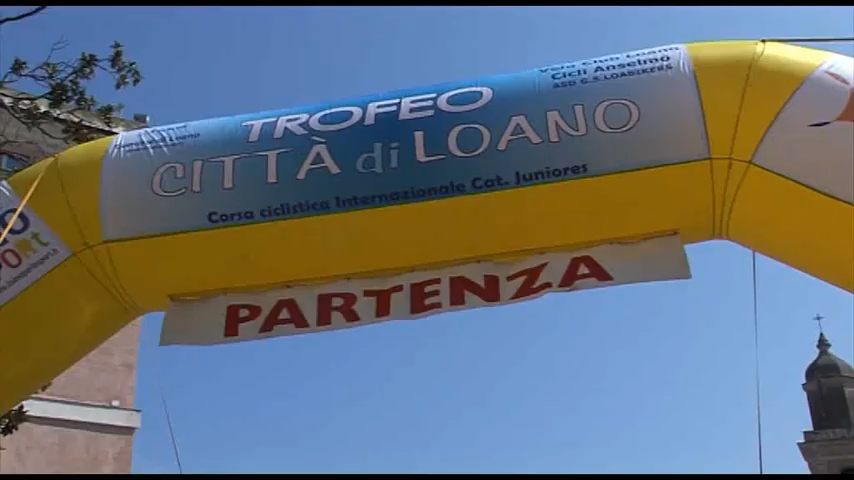 Velo Club Loano
TROFEO
Cicli Anselmo
ASD G.S. LOABIKERS
CITTÀ di LOANO
Corsa ciclistica Internazionale Cat. Juniores
PARTENZA